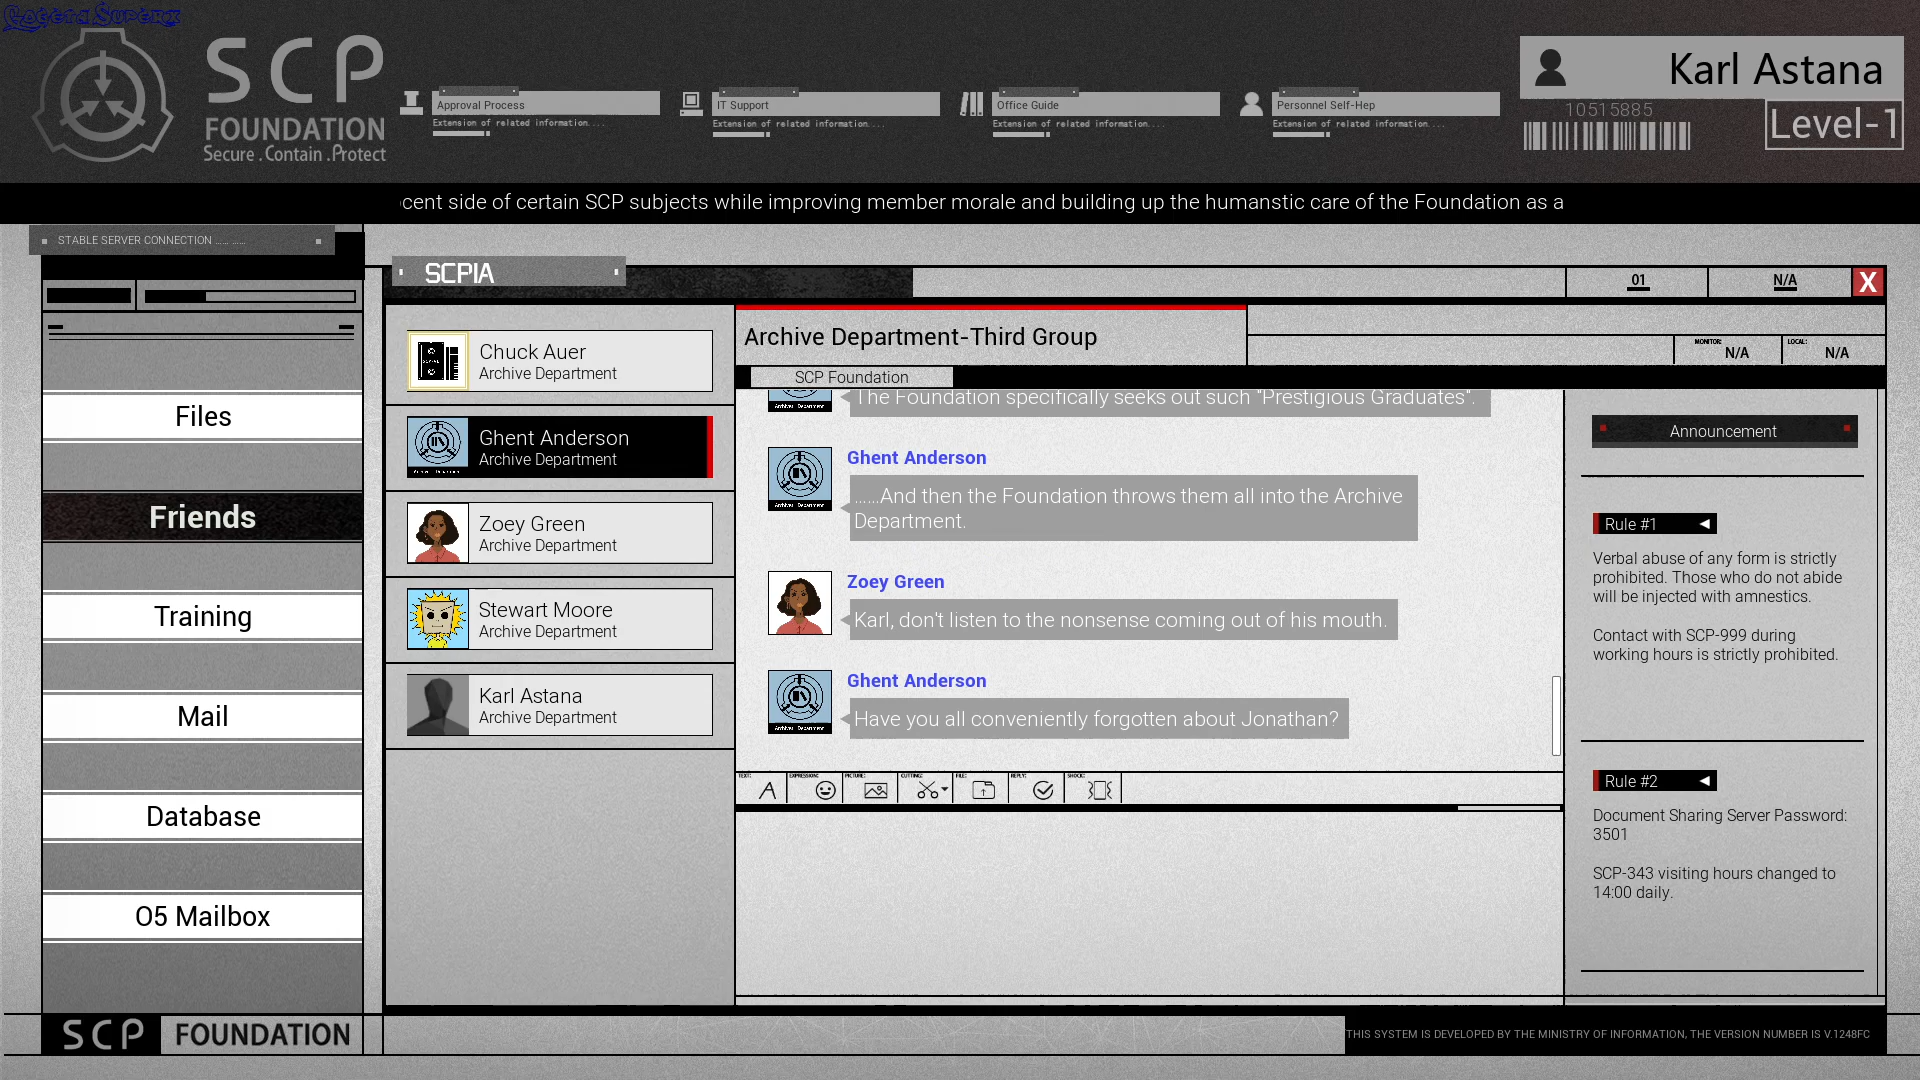 SCP
FOUNDATION
Secure . Contain . Protect
Approval Process
Extension of related information....
IT Support
Extension of related information....
Office Guide
Extension of related information....
Personnel Self-Hep
Extension of related information....
Karl Astana
10515885
Level-1
cent side of certain SCP subjects while improving member morale and building up the humanstic care of the Foundation as a
STABLE SERVER CONNECTION ...... ......
SCPIA
01
N/A
X
Files
Friends
Training
Mail
Database
O5 Mailbox
Chuck Auer
Archive Department
Ghent Anderson
Archive Department
Zoey Green
Archive Department
Stewart Moore
Archive Department
Karl Astana
Archive Department
Archive Department-Third Group
MONITOR:
N/A
LOCAL:
N/A
SCP Foundation
The Foundation specifically seeks out such "Prestigious Graduates".
Ghent Anderson
......And then the Foundation throws them all into the Archive
Department.
Zoey Green
Karl, don't listen to the nonsense coming out of his mouth.
Ghent Anderson
Have you all conveniently forgotten about Jonathan?
TEXT:
EXPRESSION:
PICTURE:
CUTTING:
FILE:
REPLY:
SHOCK:
Announcement
Rule #1
Verbal abuse of any form is strictly
prohibited. Those who do not abide
will be injected with amnestics.
Contact with SCP-999 during
working hours is strictly prohibited.
Rule #2
Document Sharing Server Password:
3501
SCP-343 visiting hours changed to
14:00 daily.
SCP FOUNDATION
THIS SYSTEM IS DEVELOPED BY THE MINISTRY OF INFORMATION, THE VERSION NUMBER IS V.1248FC